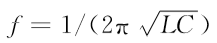 f = 1/(2π √LC)